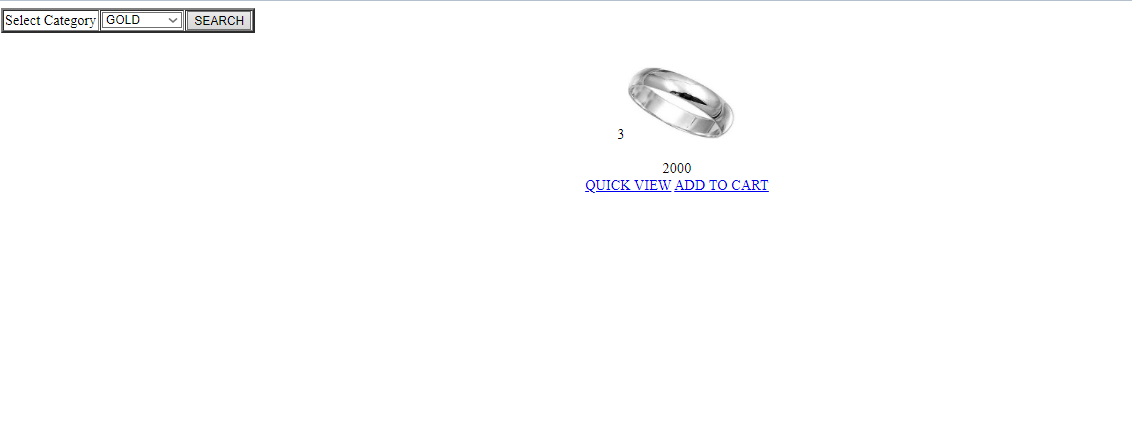 Select Category GOLD SEARCH
3
2000
QUICK VIEW ADD TO CART